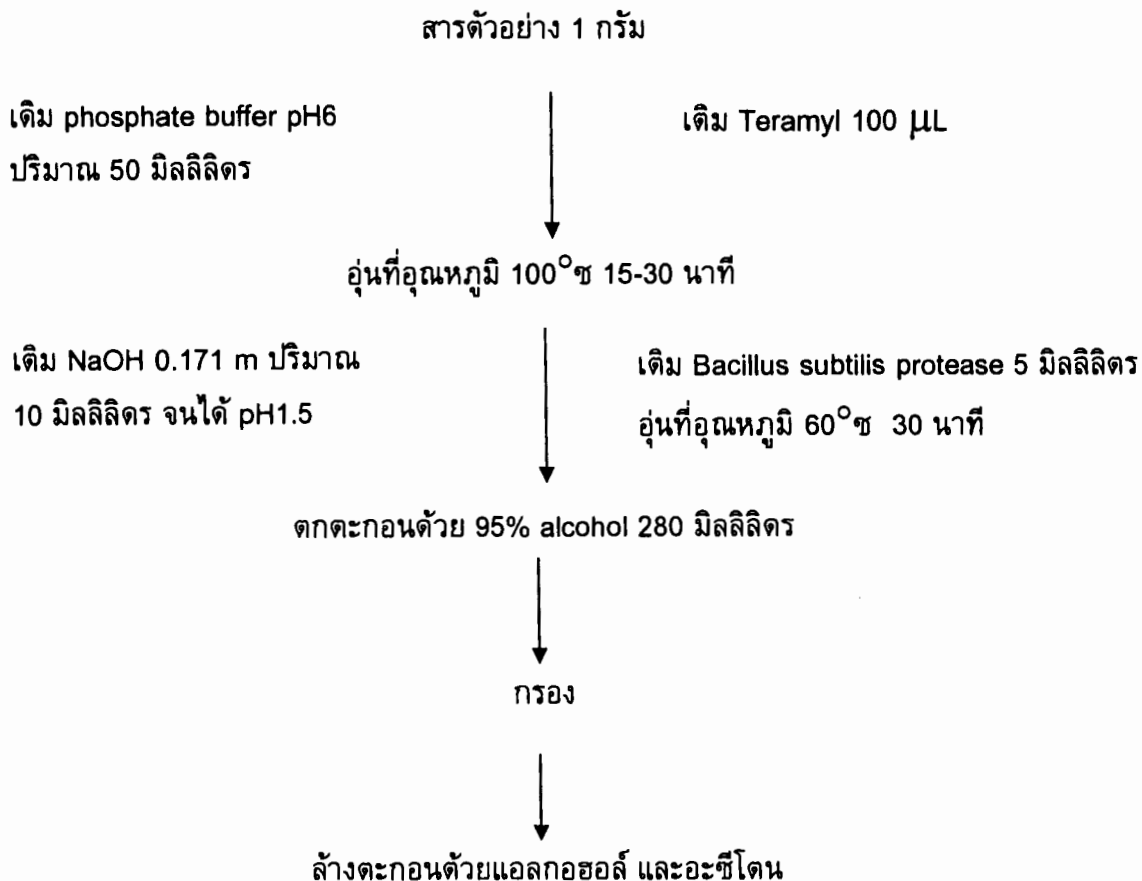 สารตัวอย่าง 1 กรัม
เติม phosphate buffer pH6
ปริมาณ 50 มิลลิลิตร
เติม Teramyl 100 µL
อุ่นที่อุณหภูมิ 100°ซ 15-30 นาที
เติม NaOH 0.171 m ปริมาณ
10 มิลลิลิตร จนได้ pH1.5
เติม Bacillus subtilis protease 5 มิลลิลิตร
อุ่นที่อุณหภูมิ 60°ซ 30 นาที
ตกตะกอนด้วย 95% alcohol 280 มิลลิลิตร
กรอง
ล้างตะกอนด้วยแอลกอฮอล์ และอะซีโตน